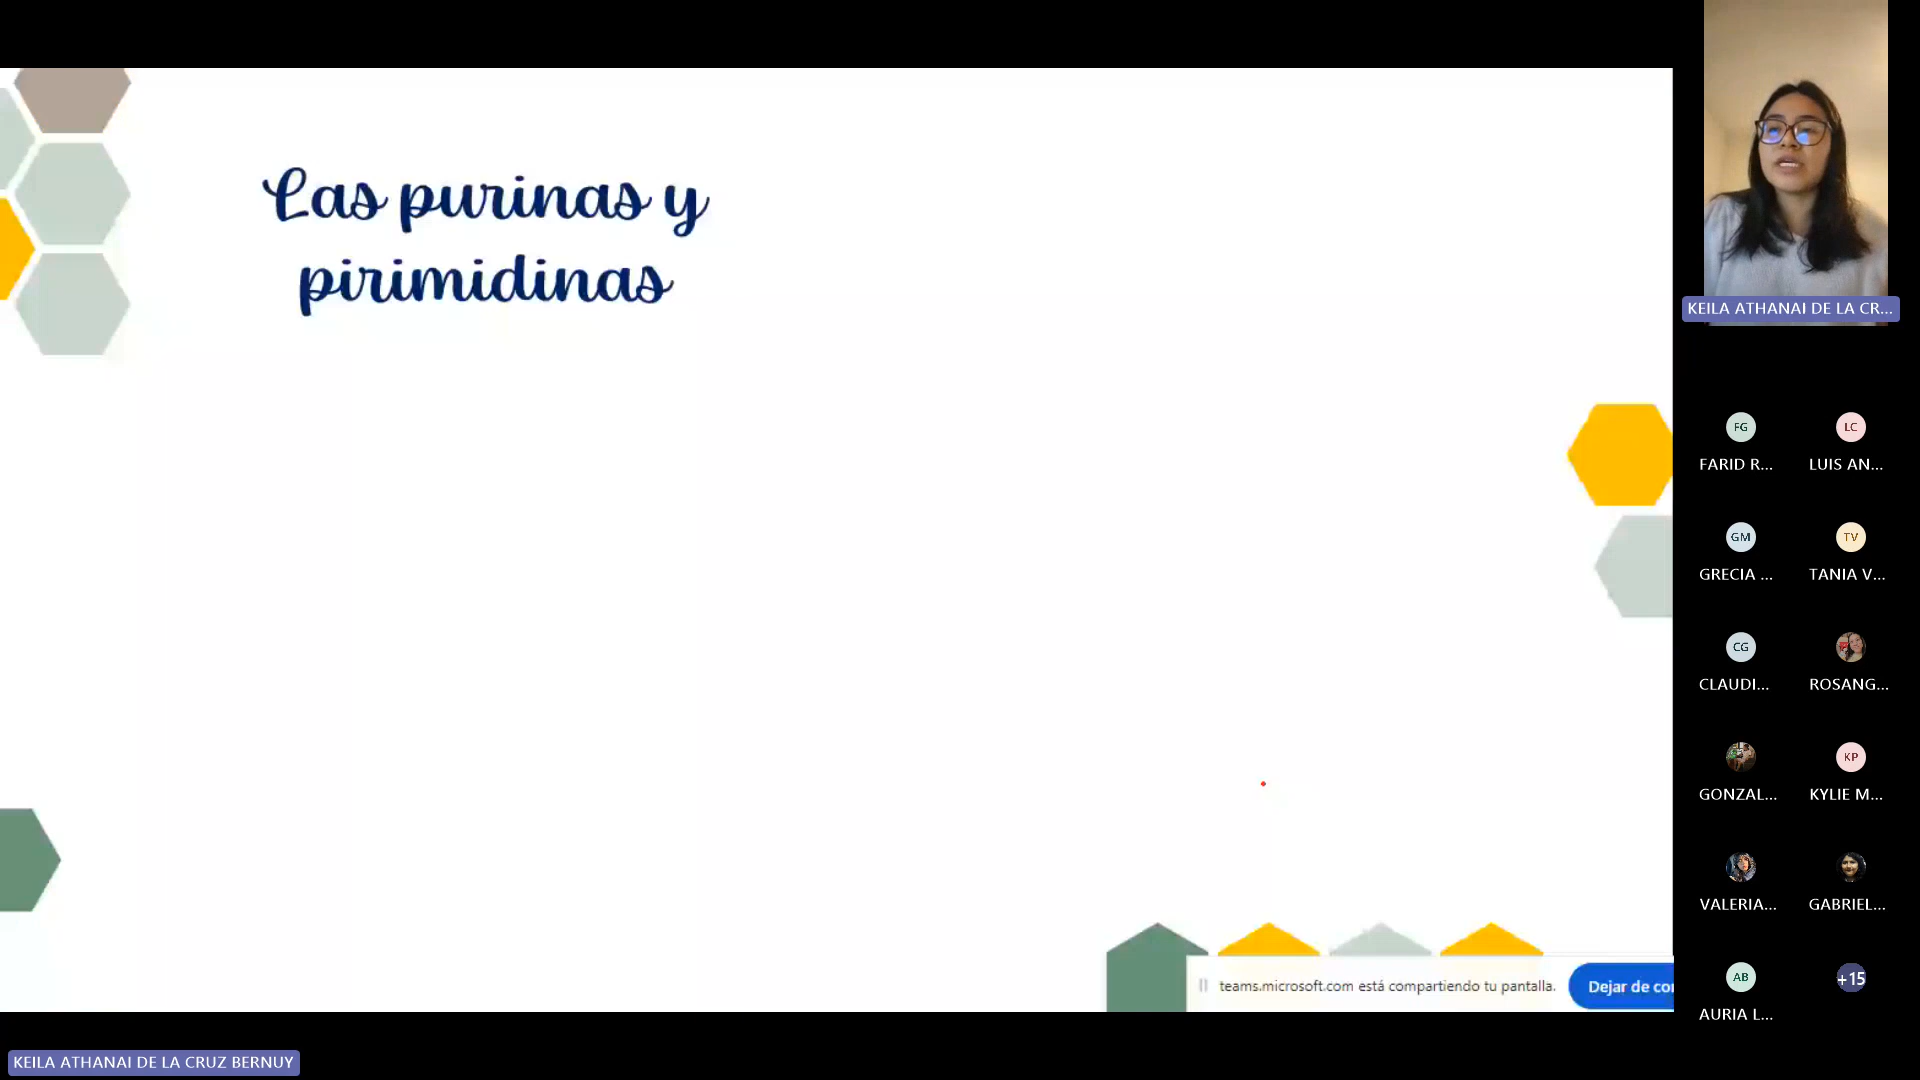 Las purinas y
pirimidinas
KEILA ATHANAI DE LA CR...
FG
LC
FARID R...
LUIS AN...
GM
TV
GRECIA ...
TANIA V...
CG
CLAUDI...
ROSANG...
KP
GONZAL...
KYLIE M...
VALERIA...
GABRIEL...
AB
+15
AURIA L...
teams.microsoft.com está compartiendo tu pantalla.
Dejar de co
KEILA ATHANAI DE LA CRUZ BERNUY